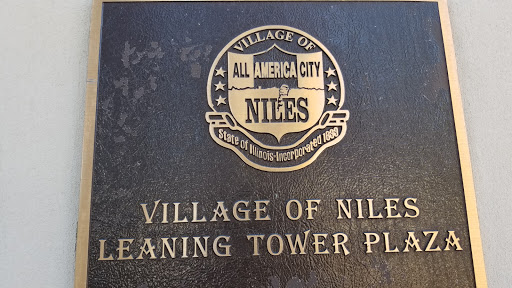 VILLAGE OF
ALL AMERICA CITY
NILES
State of Illinois-Incorporated 1899
VILLAGE OF NILES
LEANING TOWER PLAZA